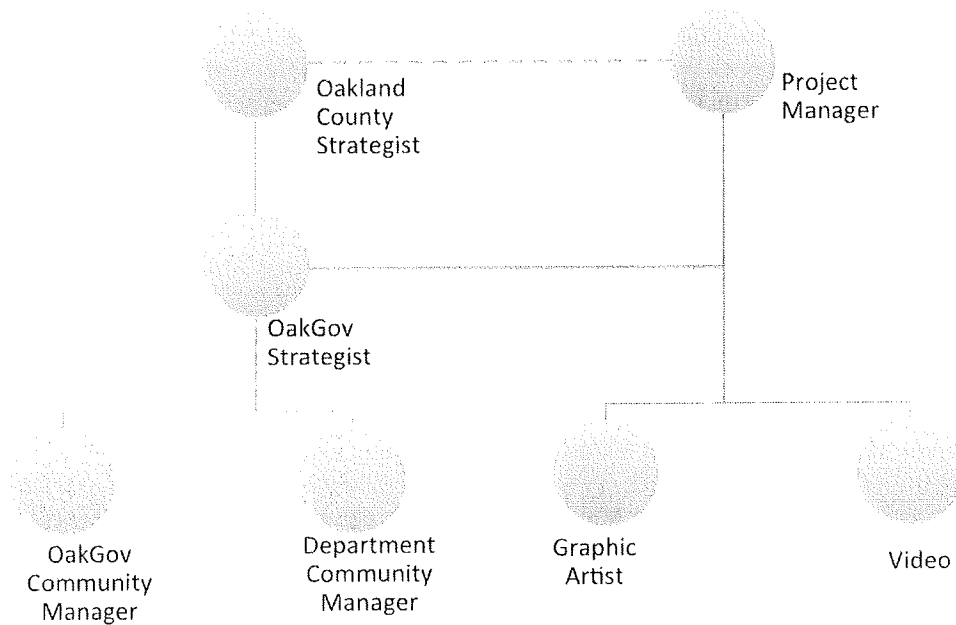 Oakland
County
Strategist
Project
Manager
OakGov
Strategist
OakGov
Community
Manager
Department
Community
Manager
Graphic
Artist
Video